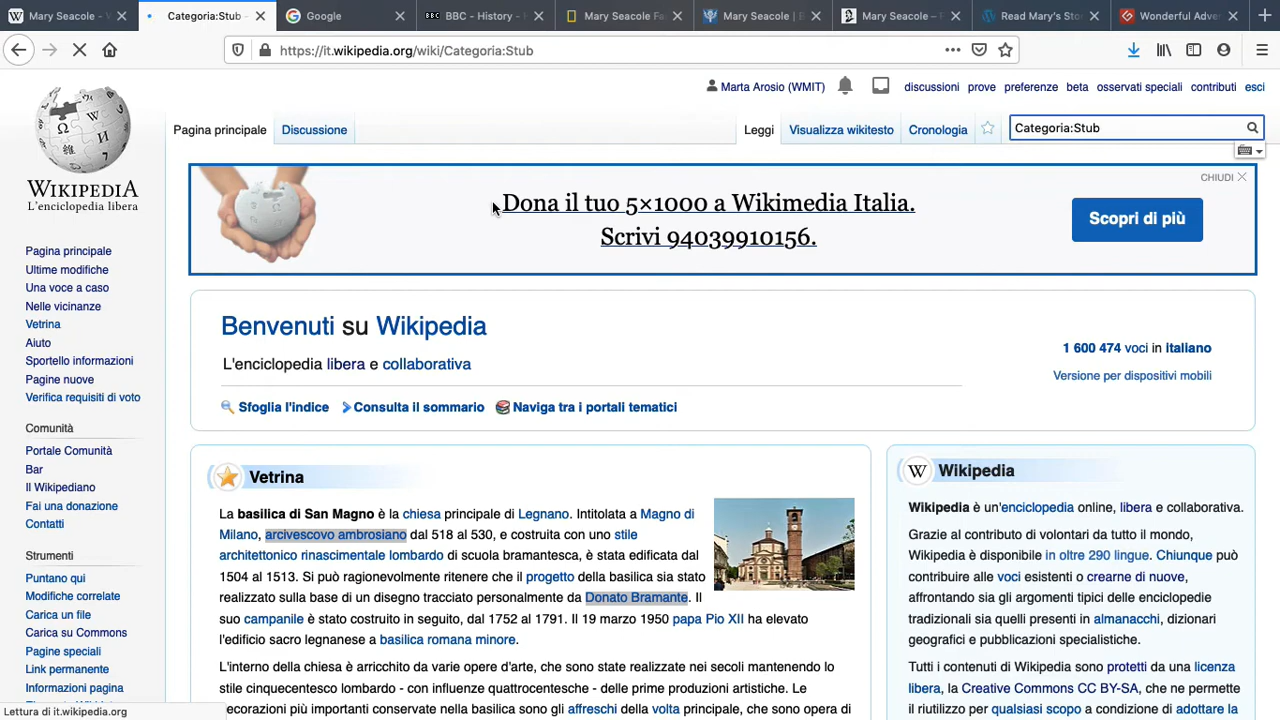 Mary Seacole - W
Categoria:Stub -
Google
BBC - History -
Mary Seacole Fa
Mary Seacole | B
Mary Seacole – P
Read Mary's Sto
Wonderful Adve
https://it.wikipedia.org/wiki/Categoria:Stub
Marta Arosio (WMIT)
discussioni
prove
preferenze
beta
osservati speciali
contributi
esci
Pagina principale
Discussione
Leggi
Visualizza wikitesto
Cronologia
Categoria:Stub
WIKIPEDIA
L'enciclopedia libera
CHIUDI
Dona il tuo 5×1000 a Wikimedia Italia.
Scrivi 94039910156.
Scopri di più
Pagina principale
Ultime modifiche
Una voce a caso
Nelle vicinanze
Vetrina
Aiuto
Sportello informazioni
Pagine nuove
Verifica requisiti di voto
Comunità
Portale Comunità
Bar
Il Wikipediano
Fai una donazione
Contatti
Strumenti
Puntano qui
Modifiche correlate
Carica un file
Carica su Commons
Pagine speciali
Link permanente
Informazioni pagina
Lettura di it.wikipedia.org
Benvenuti su Wikipedia
L'enciclopedia libera e collaborativa
1 600 474 voci in italiano
Versione per dispositivi mobili
Sfoglia l'indice
Consulta il sommario
Naviga tra i portali tematici
Vetrina
La basilica di San Magno è la chiesa principale di Legnano. Intitolata a Magno di
Milano, arcivescovo ambrosiano dal 518 al 530, e costruita con uno stile
architettonico rinascimentale lombardo di scuola bramantesca, è stata edificata dal
1504 al 1513. Si può ragionevolmente ritenere che il progetto della basilica sia stato
realizzato sulla base di un disegno tracciato personalmente da Donato Bramante. Il
suo campanile è stato costruito in seguito, dal 1752 al 1791. Il 19 marzo 1950 papa Pio XII ha elevato
l'edificio sacro legnanese a basilica romana minore.
L'interno della chiesa è arricchito da varie opere d'arte, che sono state realizzate nei secoli mantenendo lo
stile cinquecentesco lombardo - con influenze quattrocentesche - delle prime produzioni artistiche. Le
decorazioni più importanti conservate nella basilica sono gli affreschi della volta principale, che sono opera di
W
Wikipedia
Wikipedia è un'enciclopedia online, libera e collaborativa.
Grazie al contributo di volontari da tutto il mondo,
Wikipedia è disponibile in oltre 290 lingue. Chiunque può
contribuire alle voci esistenti o crearne di nuove,
affrontando sia gli argomenti tipici delle enciclopedie
tradizionali sia quelli presenti in almanacchi, dizionari
geografici e pubblicazioni specialistiche.
Tutti i contenuti di Wikipedia sono protetti da una licenza
libera, la Creative Commons CC BY-SA, che ne permette
il riutilizzo per qualsiasi scopo a condizione di adottare la